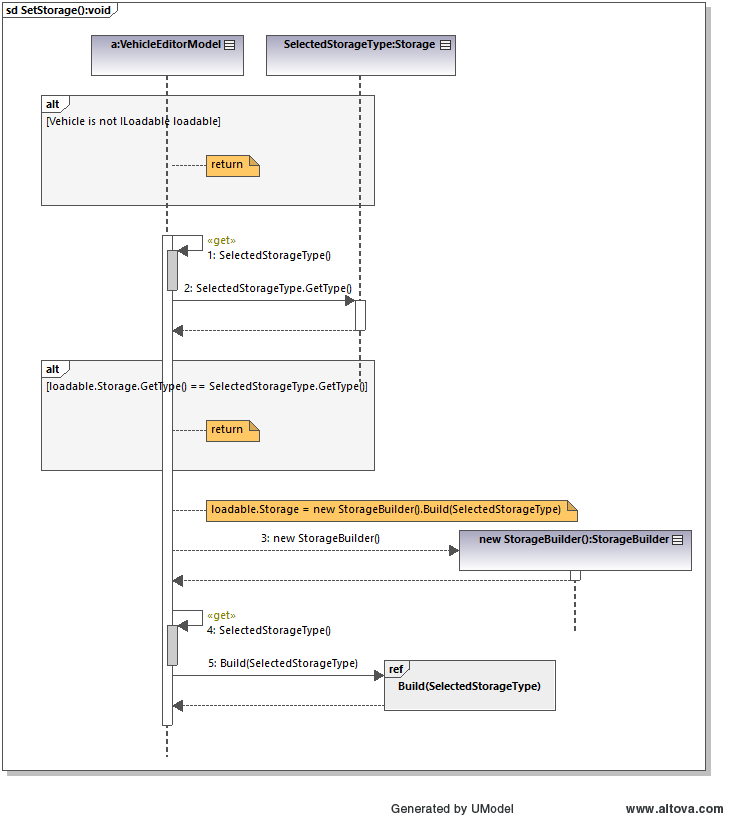 sd SetStorage():void
a:VehicleEditorModel
SelectedStorageType:Storage
alt
[Vehicle is not ILoadable loadable]
return
«get»
1: SelectedStorageType()
2: SelectedStorageType.GetType()
alt
[loadable.Storage.GetType() == SelectedStorageType.GetType()]
return
loadable.Storage = new StorageBuilder().Build(SelectedStorageType)
3: new StorageBuilder()
new StorageBuilder():StorageBuilder
«get»
4: SelectedStorageType()
5: Build(SelectedStorageType)
ref
Build(SelectedStorageType)
Generated by UModel
www.altova.com